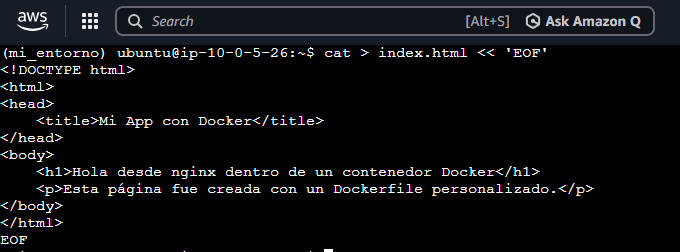 aws Search [Alt+S] Ask Amazon Q
(mi_entorno) ubuntu@ip-10-0-5-26:~$ cat > index.html << 'EOF'
<!DOCTYPE html>
<html>
<head>
    <title>Mi App con Docker</title>
</head>
<body>
    <h1>Hola desde nginx dentro de un contenedor Docker</h1>
    <p>Esta página fue creada con un Dockerfile personalizado.</p>
</body>
</html>
EOF